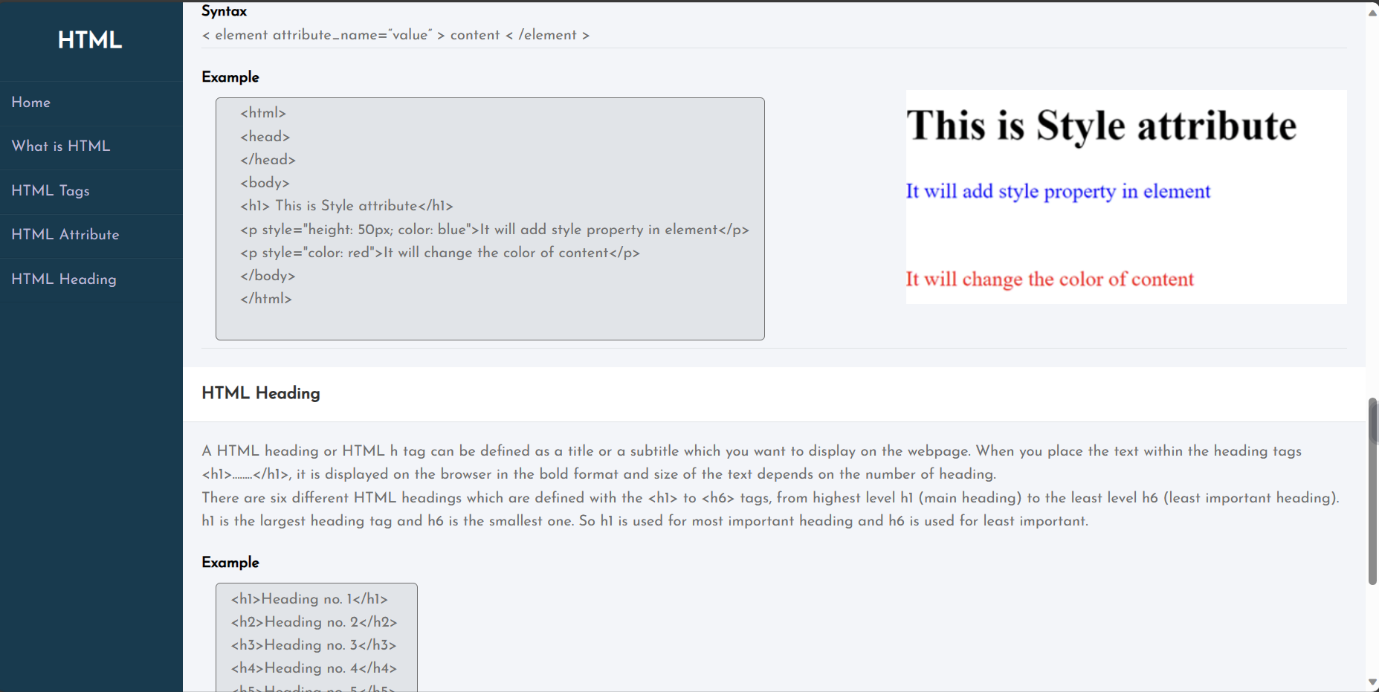 HTML
Home
What is HTML
HTML Tags
HTML Attribute
HTML Heading
Syntax
< element attribute_name="value" > content < /element >
Example
<html>
<head>
</head>
<body>
<h1> This is Style attribute</h1>
<p style="height: 50px; color: blue">It will add style property in element</p>
<p style="color: red">It will change the color of content</p>
</body>
</html>
This is Style attribute
It will add style property in element
It will change the color of content
HTML Heading
A HTML heading or HTML h tag can be defined as a title or a subtitle which you want to display on the webpage. When you place the text within the heading tags
<h1>........</h1>, it is displayed on the browser in the bold format and size of the text depends on the number of heading.
There are six different HTML headings which are defined with the <h1> to <h6> tags, from highest level h1 (main heading) to the least level h6 (least important heading).
h1 is the largest heading tag and h6 is the smallest one. So h1 is used for most important heading and h6 is used for least important.
Example
<h1>Heading no. 1</h1>
<h2>Heading no. 2</h2>
<h3>Heading no. 3</h3>
<h4>Heading no. 4</h4>
<h5>Heading no. 5</h5>